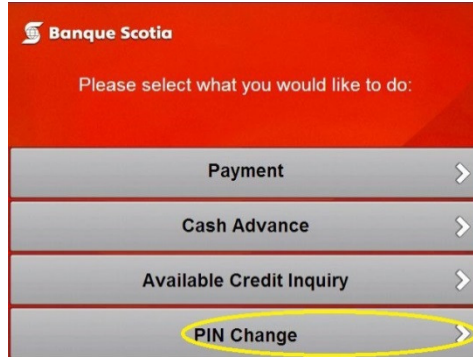 Banque Scotia
Please select what you would like to do:
Payment
Cash Advance
Available Credit Inquiry
PIN Change